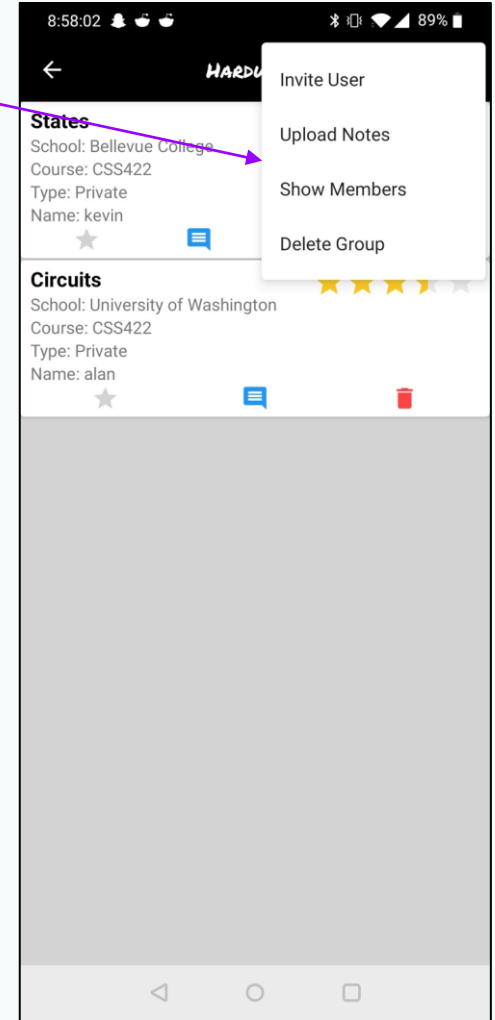 8:58:02 89%
Invite User
Upload Notes
Show Members
Delete Group
States
School: Bellevue College
Course: CSS422
Type: Private
Name: kevin
Circuits
School: University of Washington
Course: CSS422
Type: Private
Name: alan